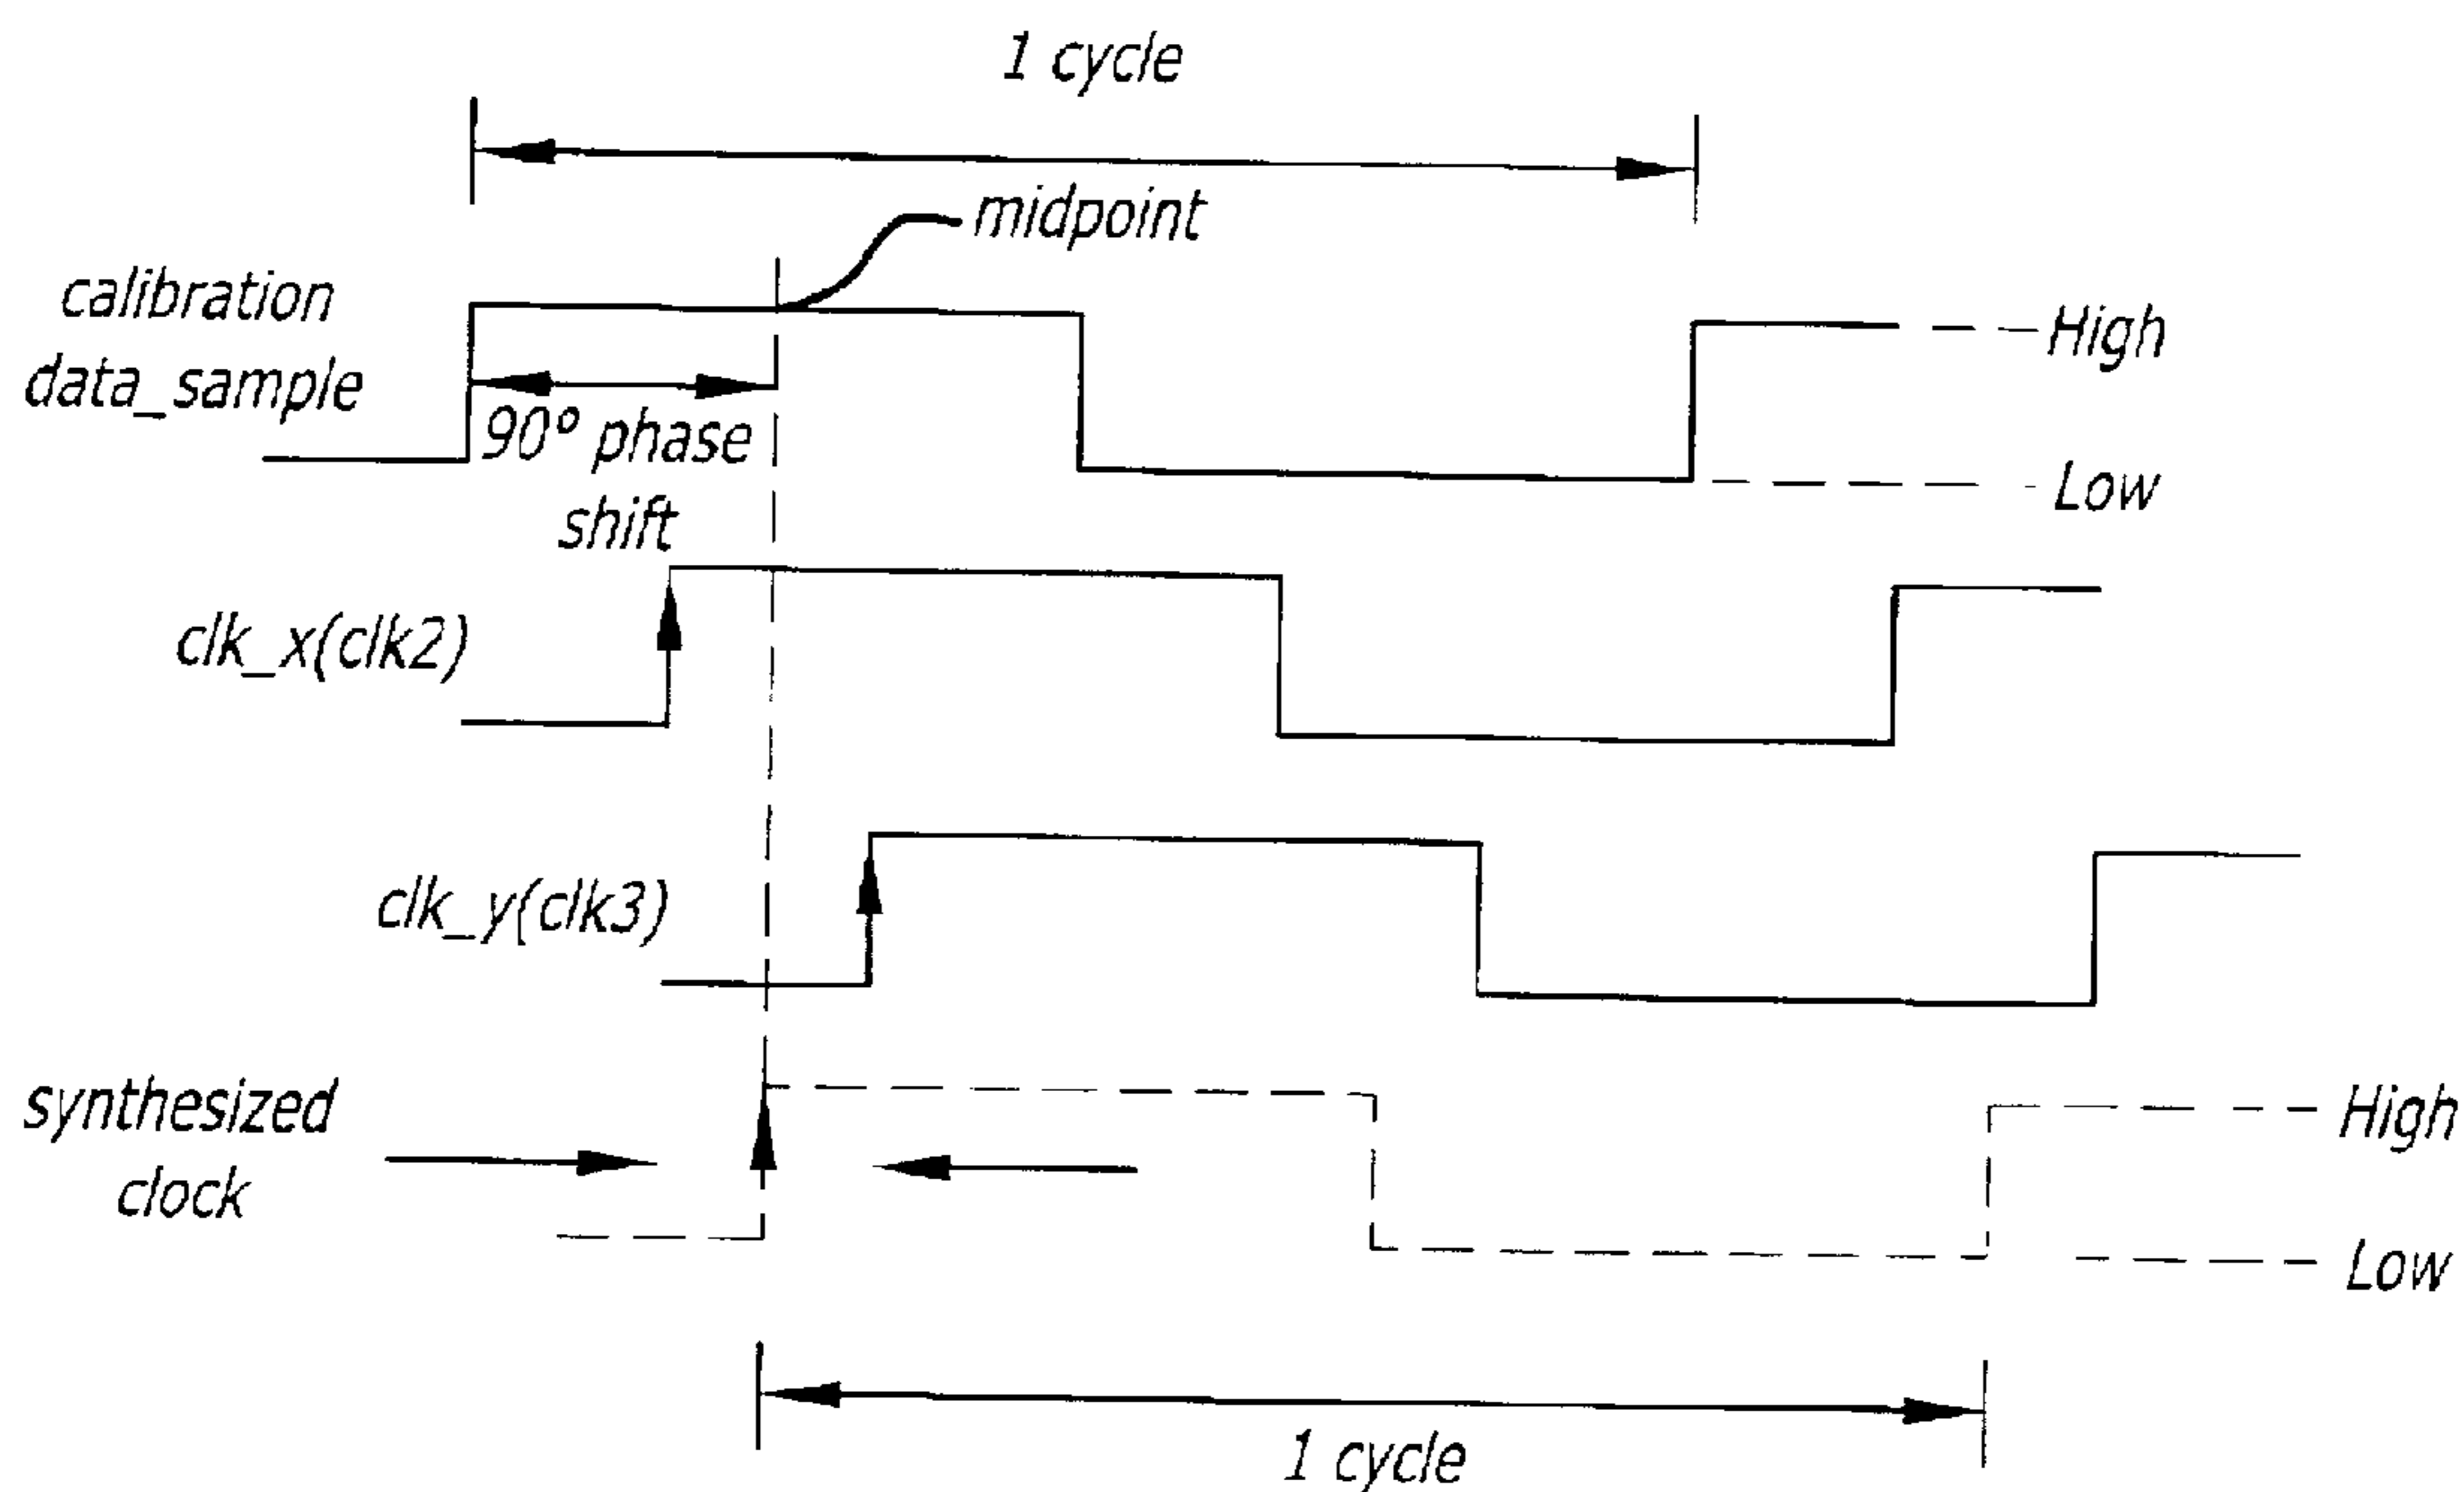 1 cycle
midpoint
calibration
data_sample
High
90º phase
shift
Low
clk_x(clk2)
clk_y(clk3)
synthesized
clock
High
Low
1 cycle